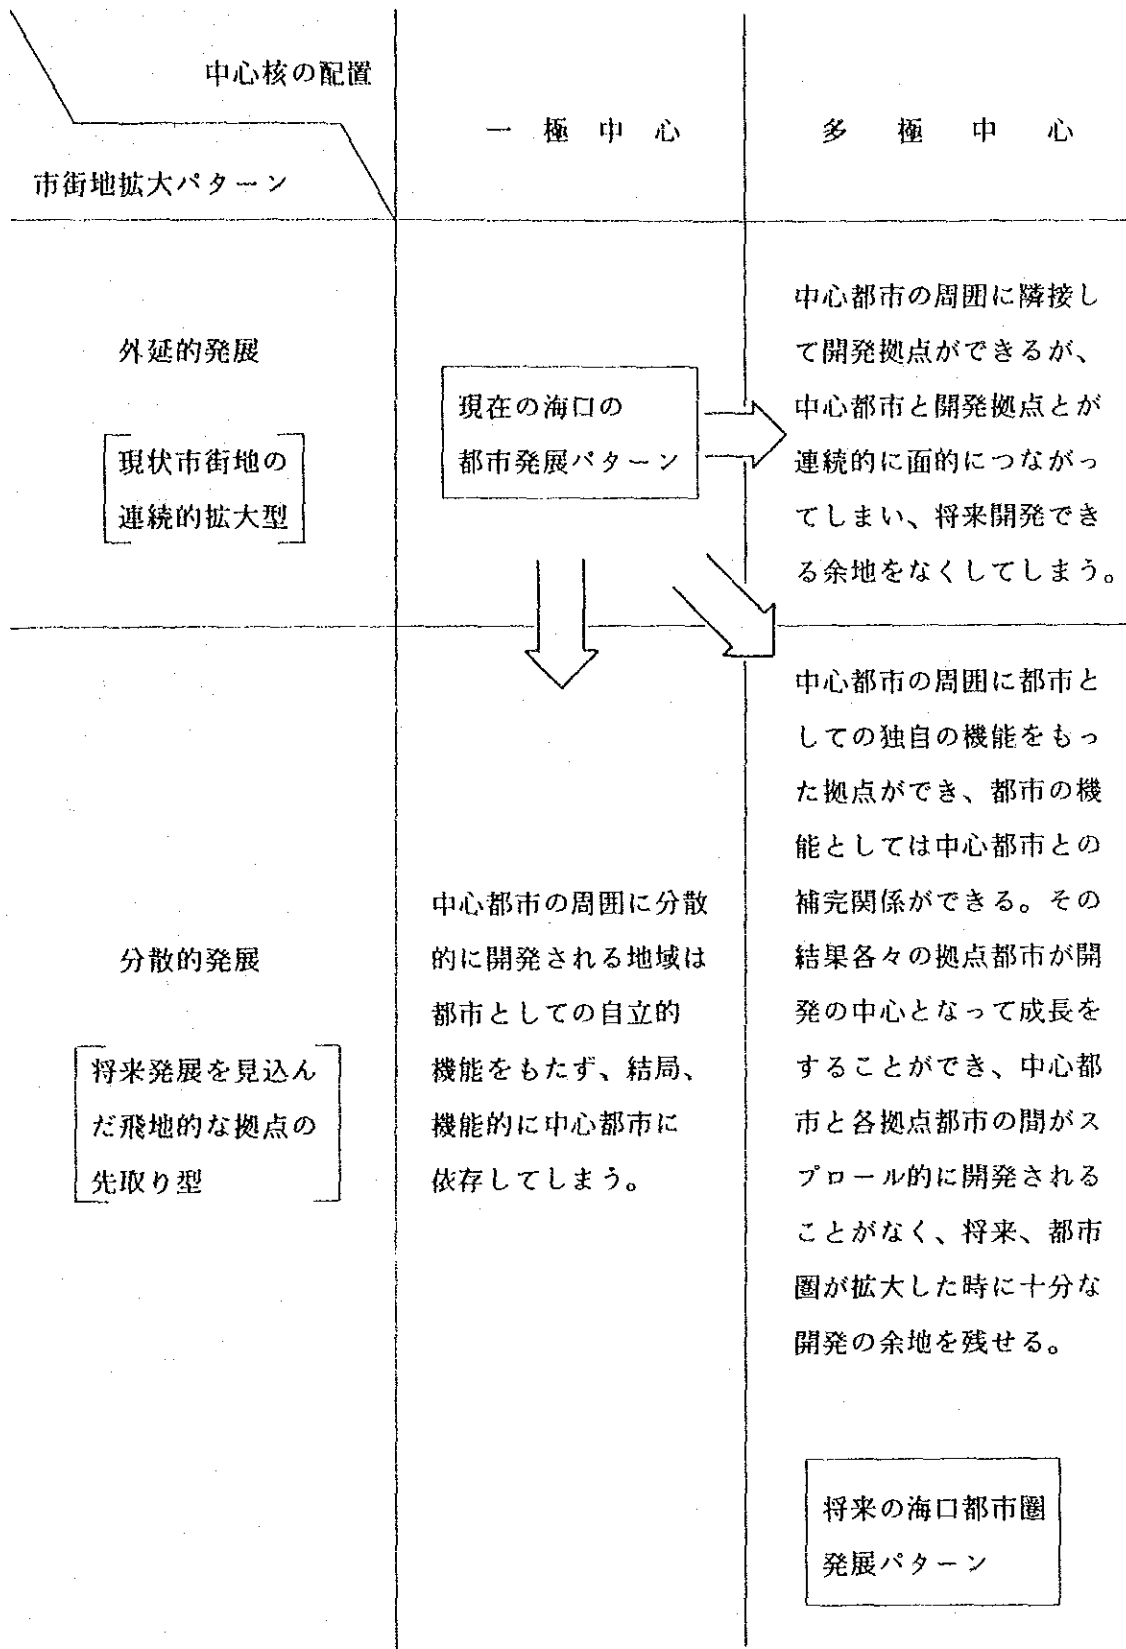 中心核の配置
市街地拡大パターン
一極中心
多極中心
外延的発展
現状市街地の
連続的拡大型
現在の海口の
都市発展パターン
中心都市の周囲に隣接し
て開発拠点ができるが、
中心都市と開発拠点とが
連続的に面的につながっ
てしまい、将来開発でき
る余地をなくしてしまう。
分散的発展
将来発展を見込ん
だ飛地的な拠点の
先取り型
中心都市の周囲に分散
的に開発される地域は
都市としての自立的
機能をもたず、結局、
機能的に中心都市に
依存してしまう。
中心都市の周囲に都市と
しての独自の機能をもっ
た拠点ができ、都市の機
能としては中心都市との
補完関係ができる。その
結果各々の拠点都市が開
発の中心となって成長を
することができ、中心都
市と各拠点都市の間がス
プロール的に開発される
ことがなく、将来、都市
圏が拡大した時に十分な
開発の余地を残せる。
将来の海口都市圏
発展パターン